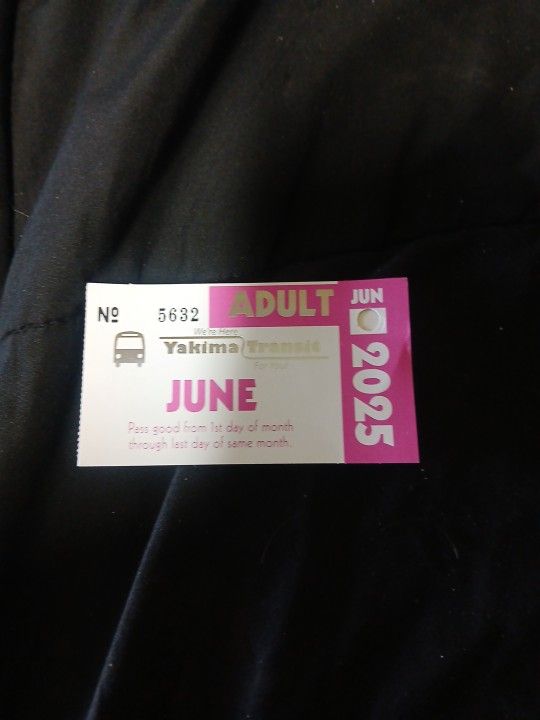 Nº 5632
ADULT
We're Here
Yakima Transit
For You!
JUNE
Pass good from 1st day of month
through last day of same month.
JUN
2025